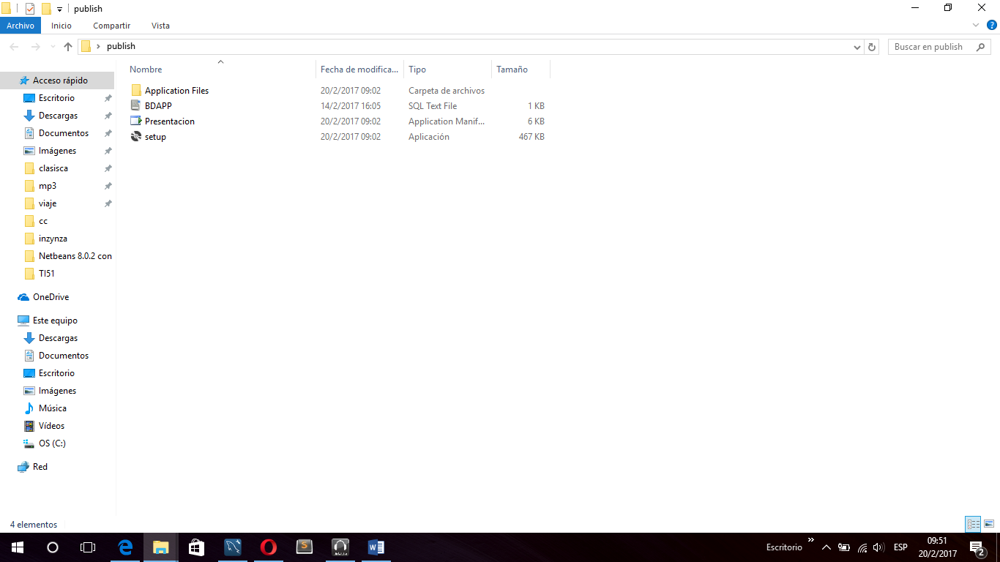 publish
Archivo Inicio Compartir Vista
publish
Buscar en publish
Nombre Fecha de modifica... Tipo Tamaño
Application Files 20/2/2017 09:02 Carpeta de archivos
BDAPP 14/2/2017 16:05 SQL Text File 1 KB
Presentacion 20/2/2017 09:02 Application Manif... 6 KB
setup 20/2/2017 09:02 Aplicación 467 KB
Acceso rápido
Escritorio
Descargas
Documentos
Imágenes
clasisca
mp3
viaje
cc
inzynza
Netbeans 8.0.2 con
TI51
OneDrive
Este equipo
Descargas
Documentos
Escritorio
Imágenes
Música
Vídeos
OS (C:)
Red
4 elementos
Escritorio
ESP
09:51
20/2/2017
2